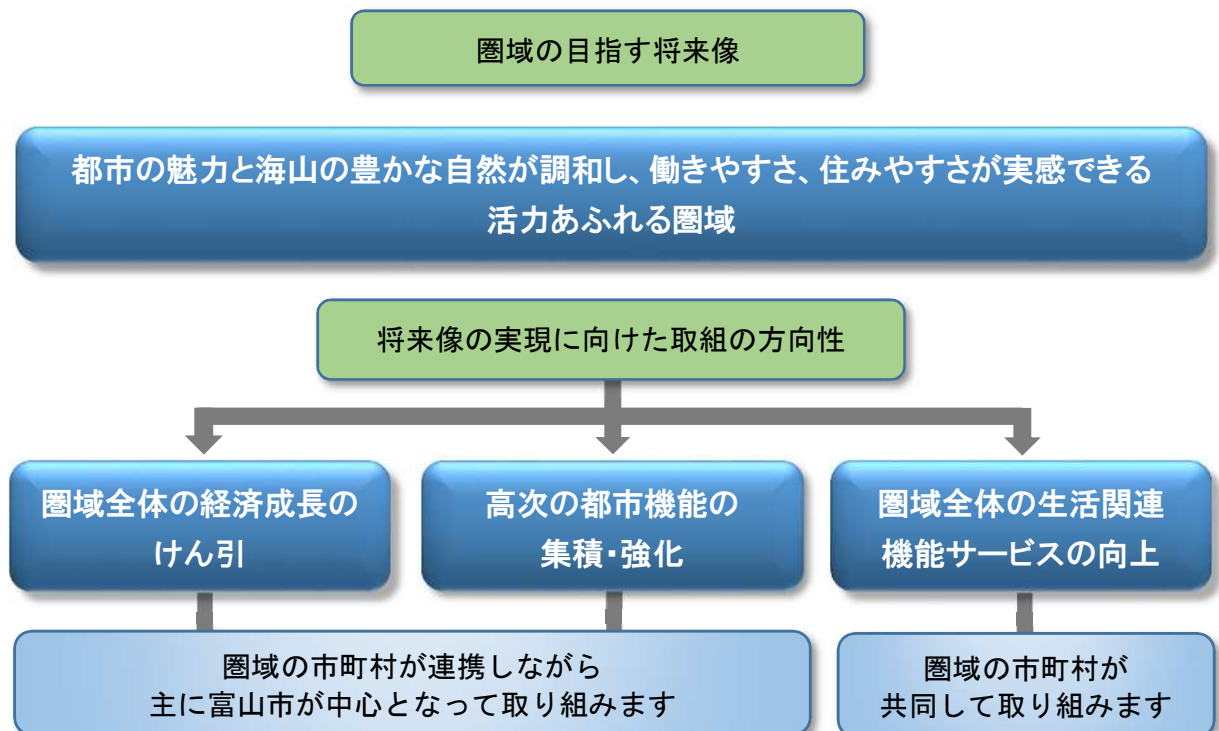 圏域の目指す将来像
都市の魅力と海山の豊かな自然が調和し、働きやすさ、住みやすさが実感できる
活力あふれる圏域
将来像の実現に向けた取組の方向性
圏域全体の経済成長の
けん引
高次の都市機能の
集積・強化
圏域全体の生活関連
機能サービスの向上
圏域の市町村が連携しながら
主に富山市が中心となって取り組みます
圏域の市町村が
共同して取り組みます